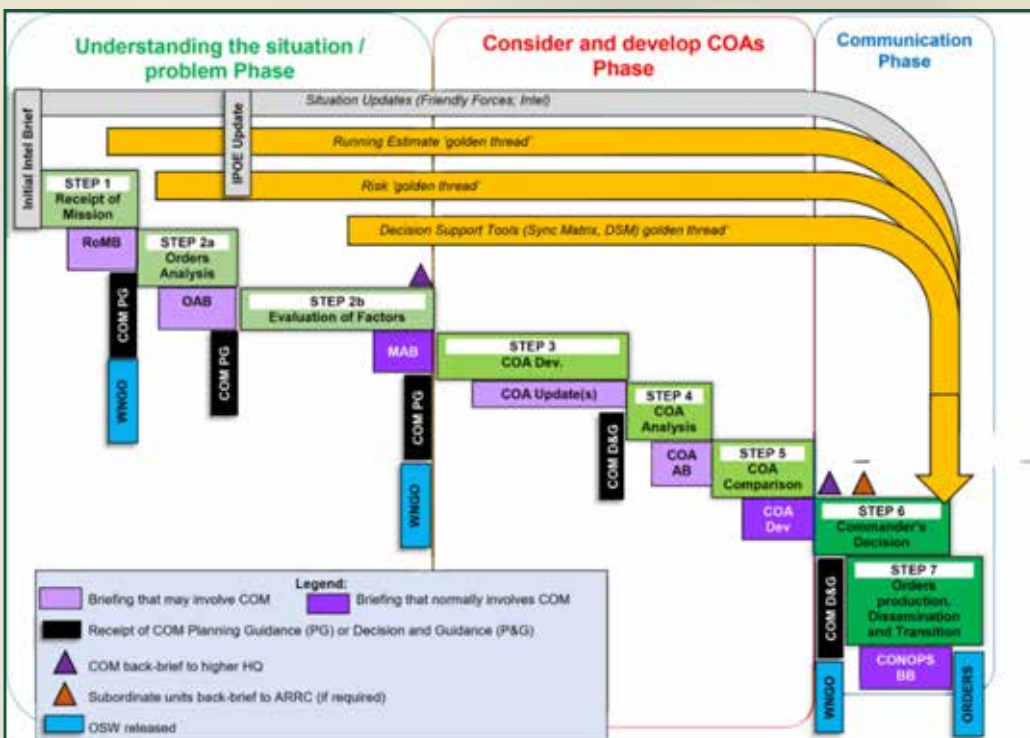 Understanding the situation /
problem Phase
Consider and develop COAs
Phase
Communication
Phase
Initial Intel Brief
IPOE Update
Situation Updates (Friendly Forces; Intel)
Running Estimate 'golden thread'
Risk 'golden thread'
Decision Support Tools (Sync Matrix, DSM) golden thread'
STEP 1
Receipt of
Mission
RoMB
COM PG
WNGO
STEP 2a
Orders
Analysis
OAB
COM PG
STEP 2b
Evaluation of Factors
MAB
COM PG
WNGO
STEP 3
COA Dev.
COA Update(s)
COM D&G
STEP 4
COA
Analysis
COA
AB
STEP 5
COA
Comparison
COA
Dev
STEP 6
Commander's
Decision
COM D&G
WNGO
STEP 7
Orders
production,
Dissemination
and Transition
CONOPS
BB
ORDERS
Legend:
Briefing that may involve COM
Briefing that normally involves COM
Receipt of COM Planning Guidance (PG) or Decision and Guidance (P&G)
COM back-brief to higher HQ
Subordinate units back-brief to ARRC (if required)
OSW released